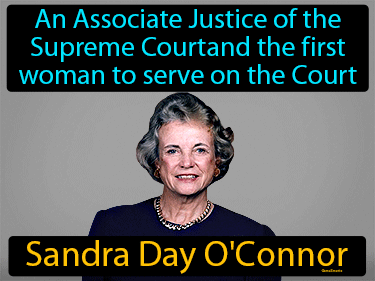 An Associate Justice of the
Supreme Courtand the first
woman to serve on the Court
Sandra Day O'Connor